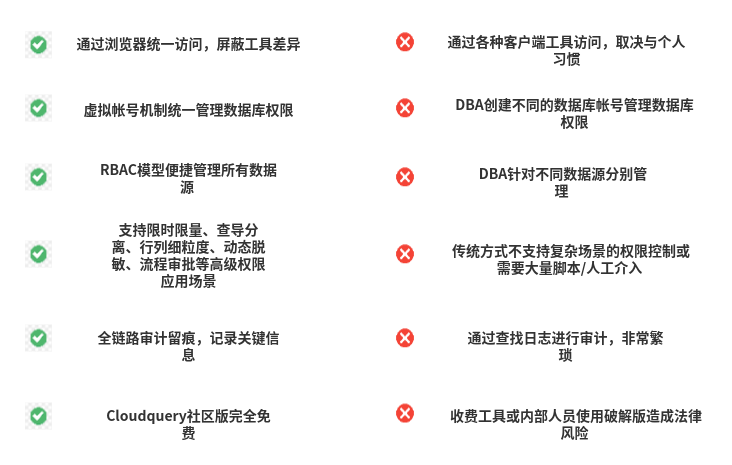 通过浏览器统一访问，屏蔽工具差异
通过各种客户端工具访问，取决与个人
习惯
虚拟帐号机制统一管理数据库权限
DBA创建不同的数据库帐号管理数据库
权限
RBAC模型便捷管理所有数据
源
DBA针对不同数据源分别管
理
支持限时限量、查导分
离、行列细粒度、动态脱
敏、流程审批等高级权限
应用场景
传统方式不支持复杂场景的权限控制或
需要大量脚本/人工介入
全链路审计留痕，记录关键信
息
通过查找日志进行审计，非常繁
琐
Cloudquery社区版完全免
费
收费工具或内部人员使用破解版造成法律
风险